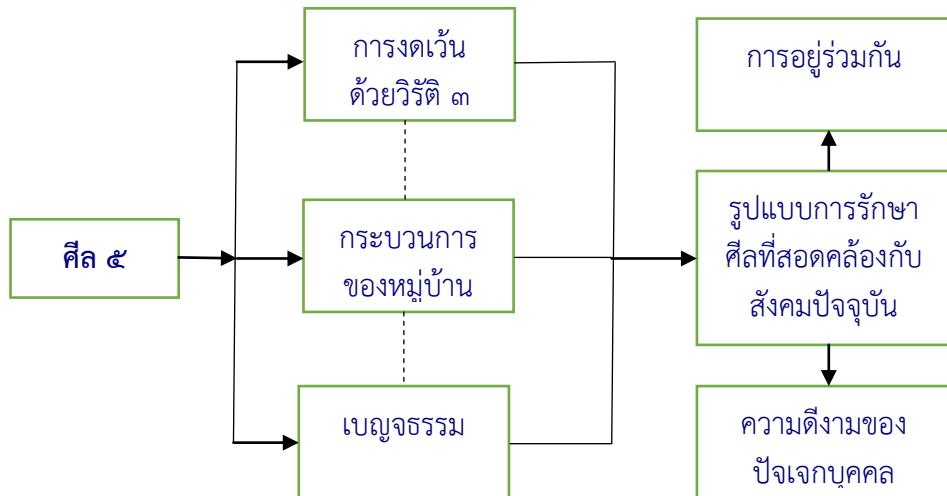 ศีล ๕
การงดเว้น
ด้วยวิรัติ ๓
กระบวนการ
ของหมู่บ้าน
เบญจธรรม
การอยู่ร่วมกัน
รูปแบบการรักษา
ศีลที่สอดคล้องกับ
สังคมปัจจุบัน
ความดีงามของ
ปัจเจกบุคคล